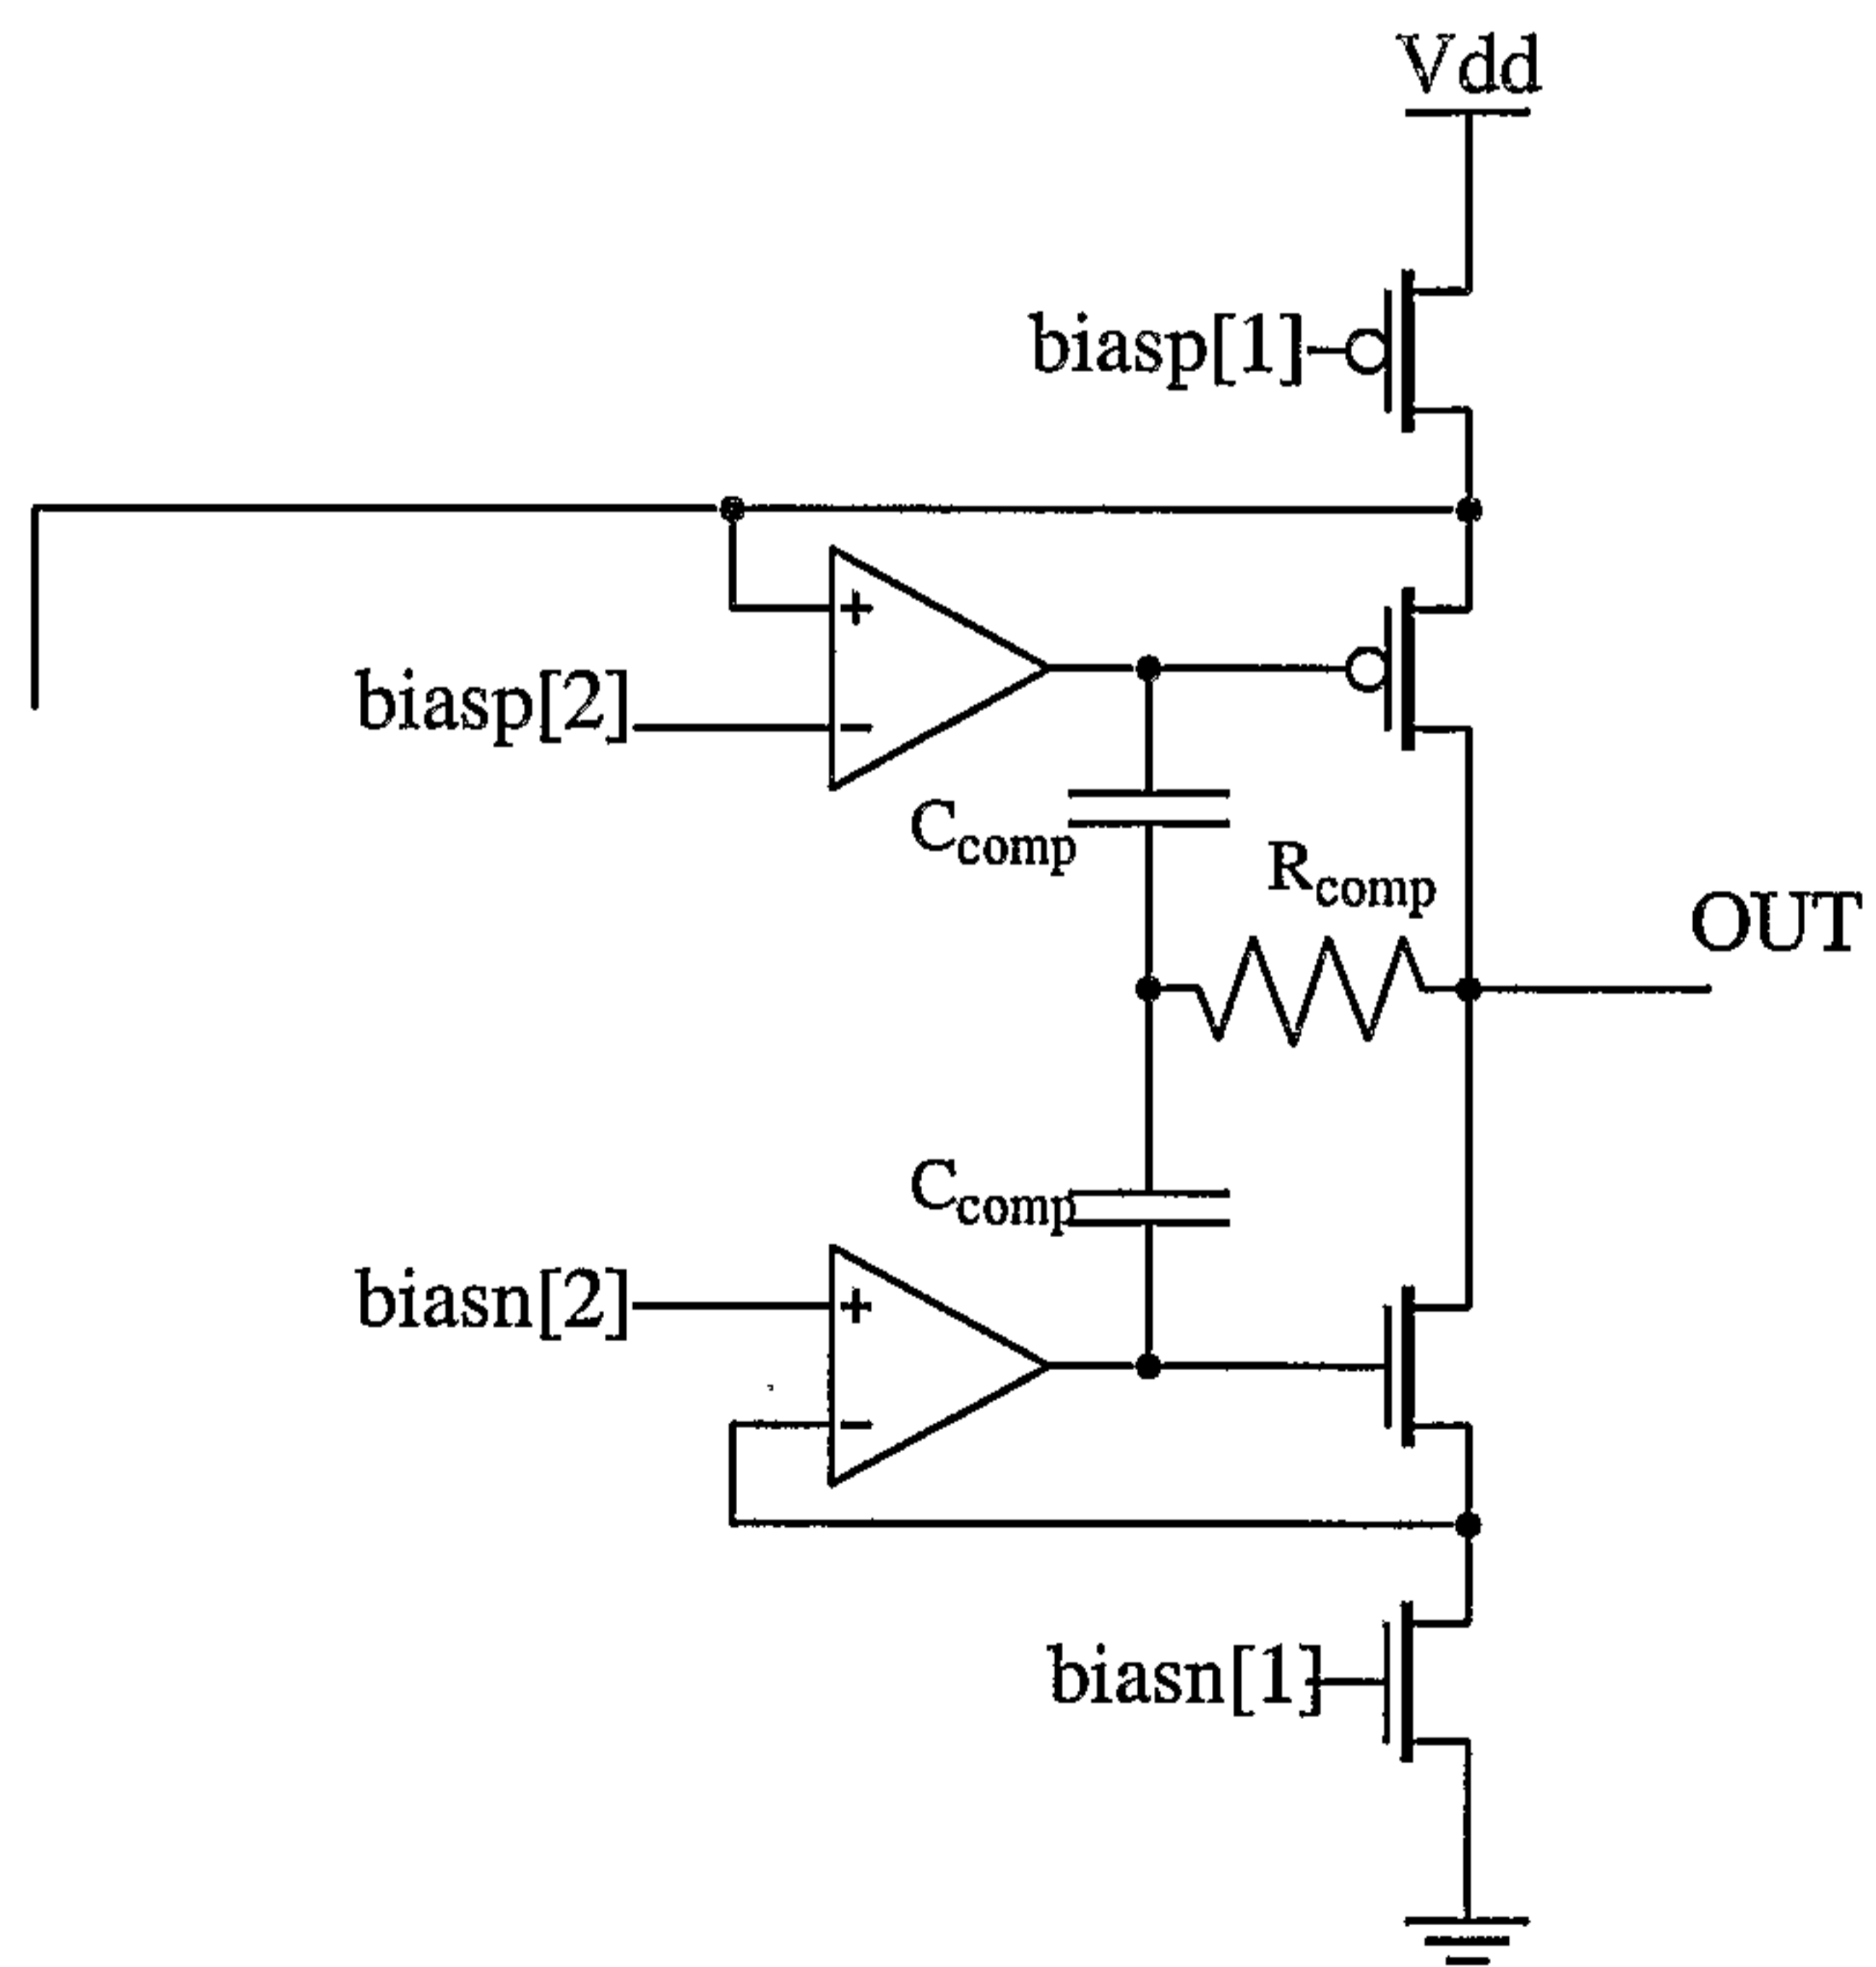 Vdd
biasp[1]
+
biasp[2]
−
Ccomp
Rcomp
OUT
Ccomp
biasn[2]
+
−
biasn[1]